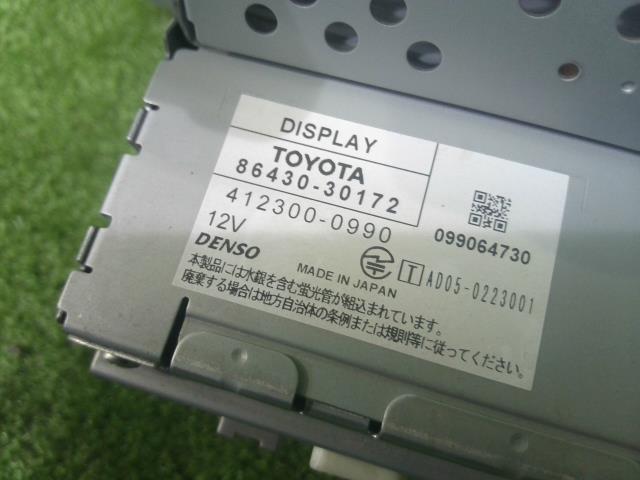 DISPLAY
TOYOTA
86430-30172
412300-0990
099064730
12V
DENSO
MADE IN JAPAN
T AD05-0223001
本製品には水銀を含む蛍光管が組込まれています。
廃棄する場合は地方自治体の条例または規則等に従ってください。